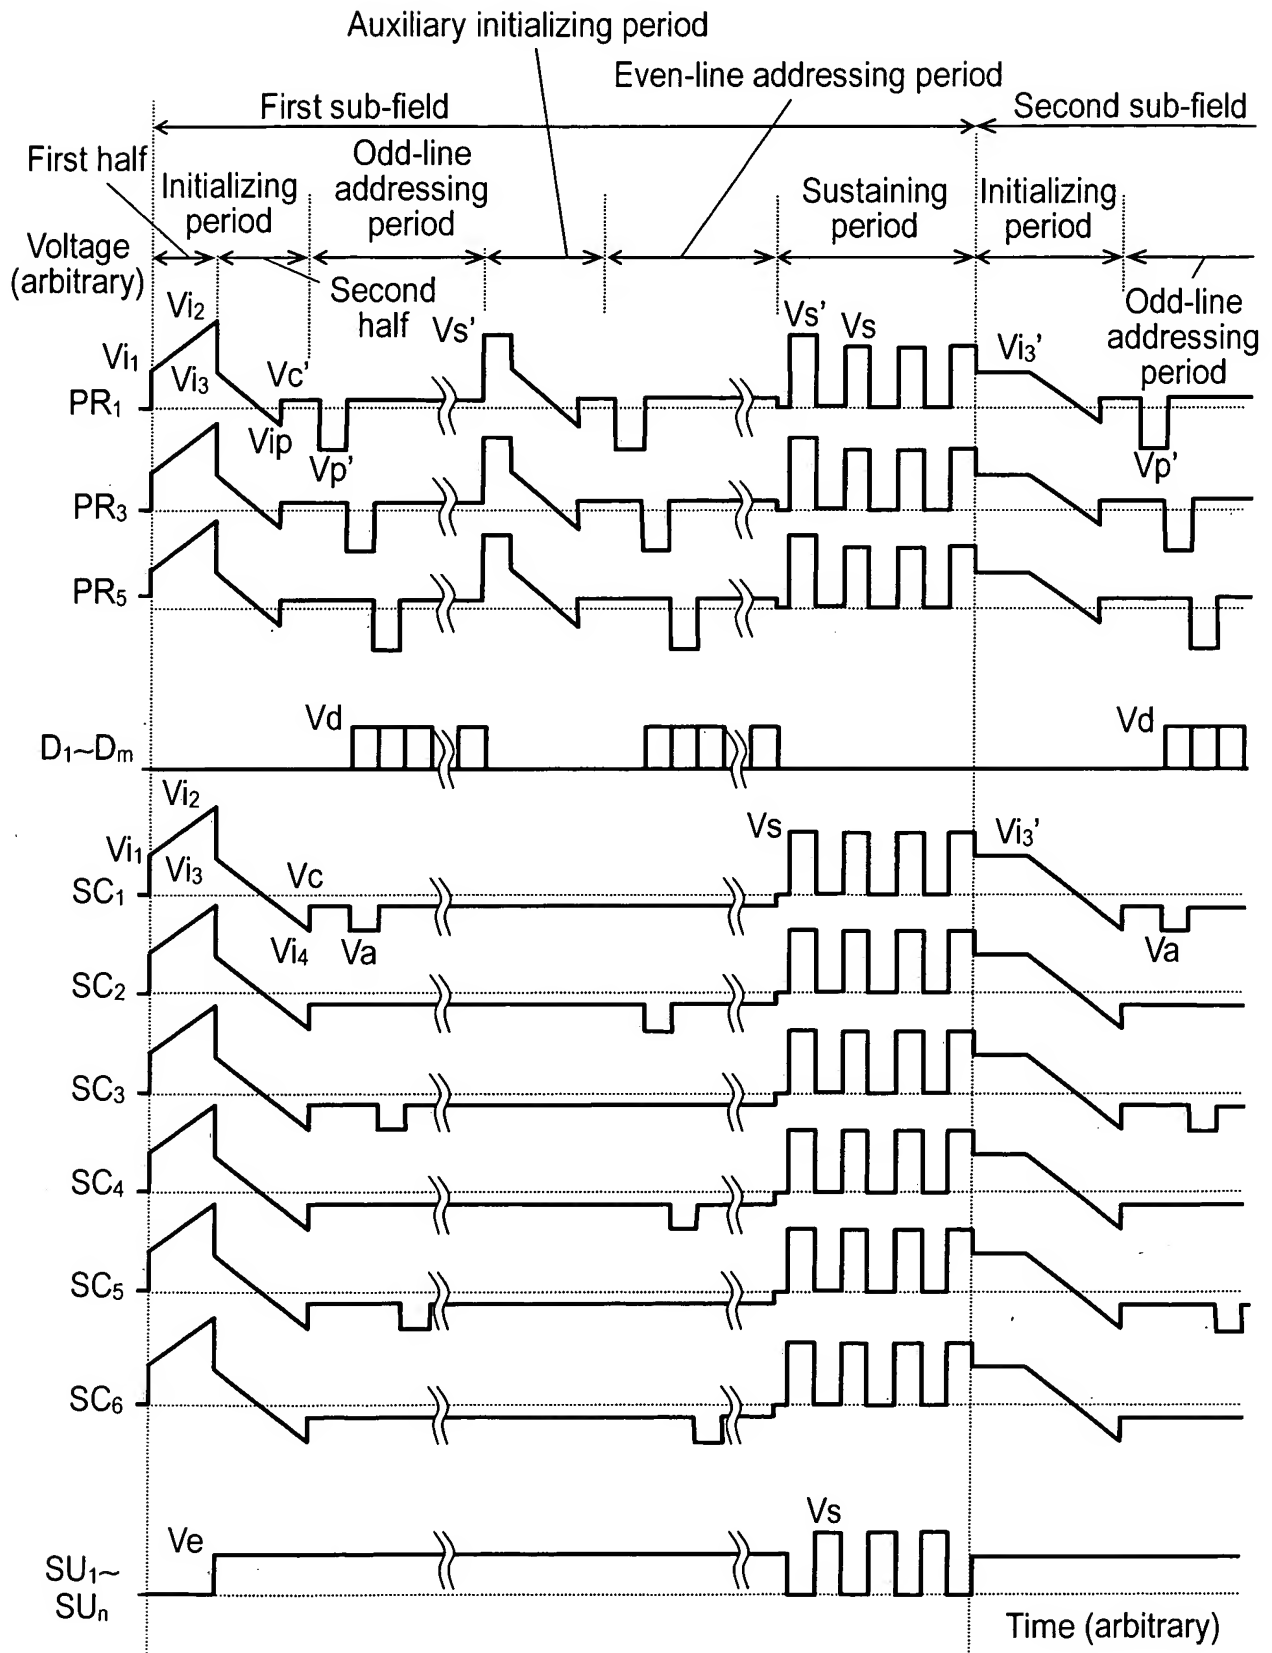 Auxiliary initializing period
Even-line addressing period
First sub-field
Second sub-field
First half
Initializing
period
Odd-line
addressing
period
Sustaining
period
Initializing
period
Voltage
(arbitrary)
Second
half
Odd-line
addressing
period
Vi2
Vi1
Vi3
Vc'
Vs'
Vs'
Vs
Vi3'
PR1
Vip
Vp'
Vp'
PR3
PR5
Vd
Vd
D1~Dm
Vi2
Vi1
Vi3
Vc
Vs
Vi3'
SC1
Vi4
Va
Va
SC2
SC3
SC4
SC5
SC6
Vs
Ve
SU1~
SUn
Time (arbitrary)